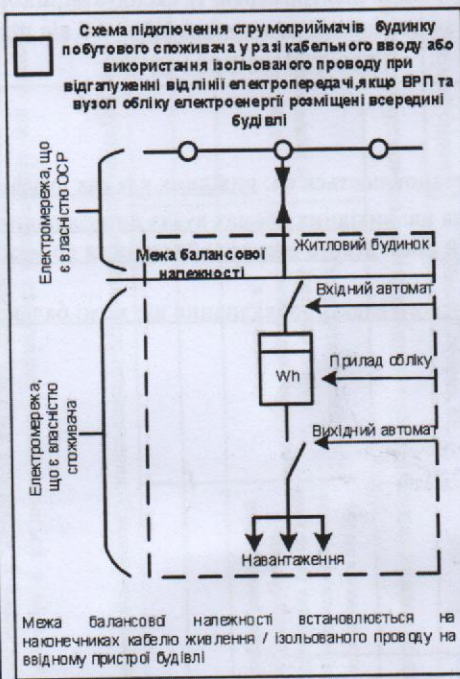 Схема підключення струмоприймачів будинку
побутового споживача у разі кабельного вводу або
використання ізольованого проводу при
відгалуженні від лінії електропередачі,якщо ВРП та
вузол обліку електроенергії розміщені всередині
будівлі
Електромережа, що
є власністю ОСР
Житловий будинок
Межа балансової
належності
Вхідний автомат
Прилад обліку
Wh
Електромережа,
що є власністю
споживача
Вихідний автомат
Навантаження
Межа балансової належності встановлюється на
наконечниках кабелю живлення / ізольованого проводу на
ввідному пристрої будівлі